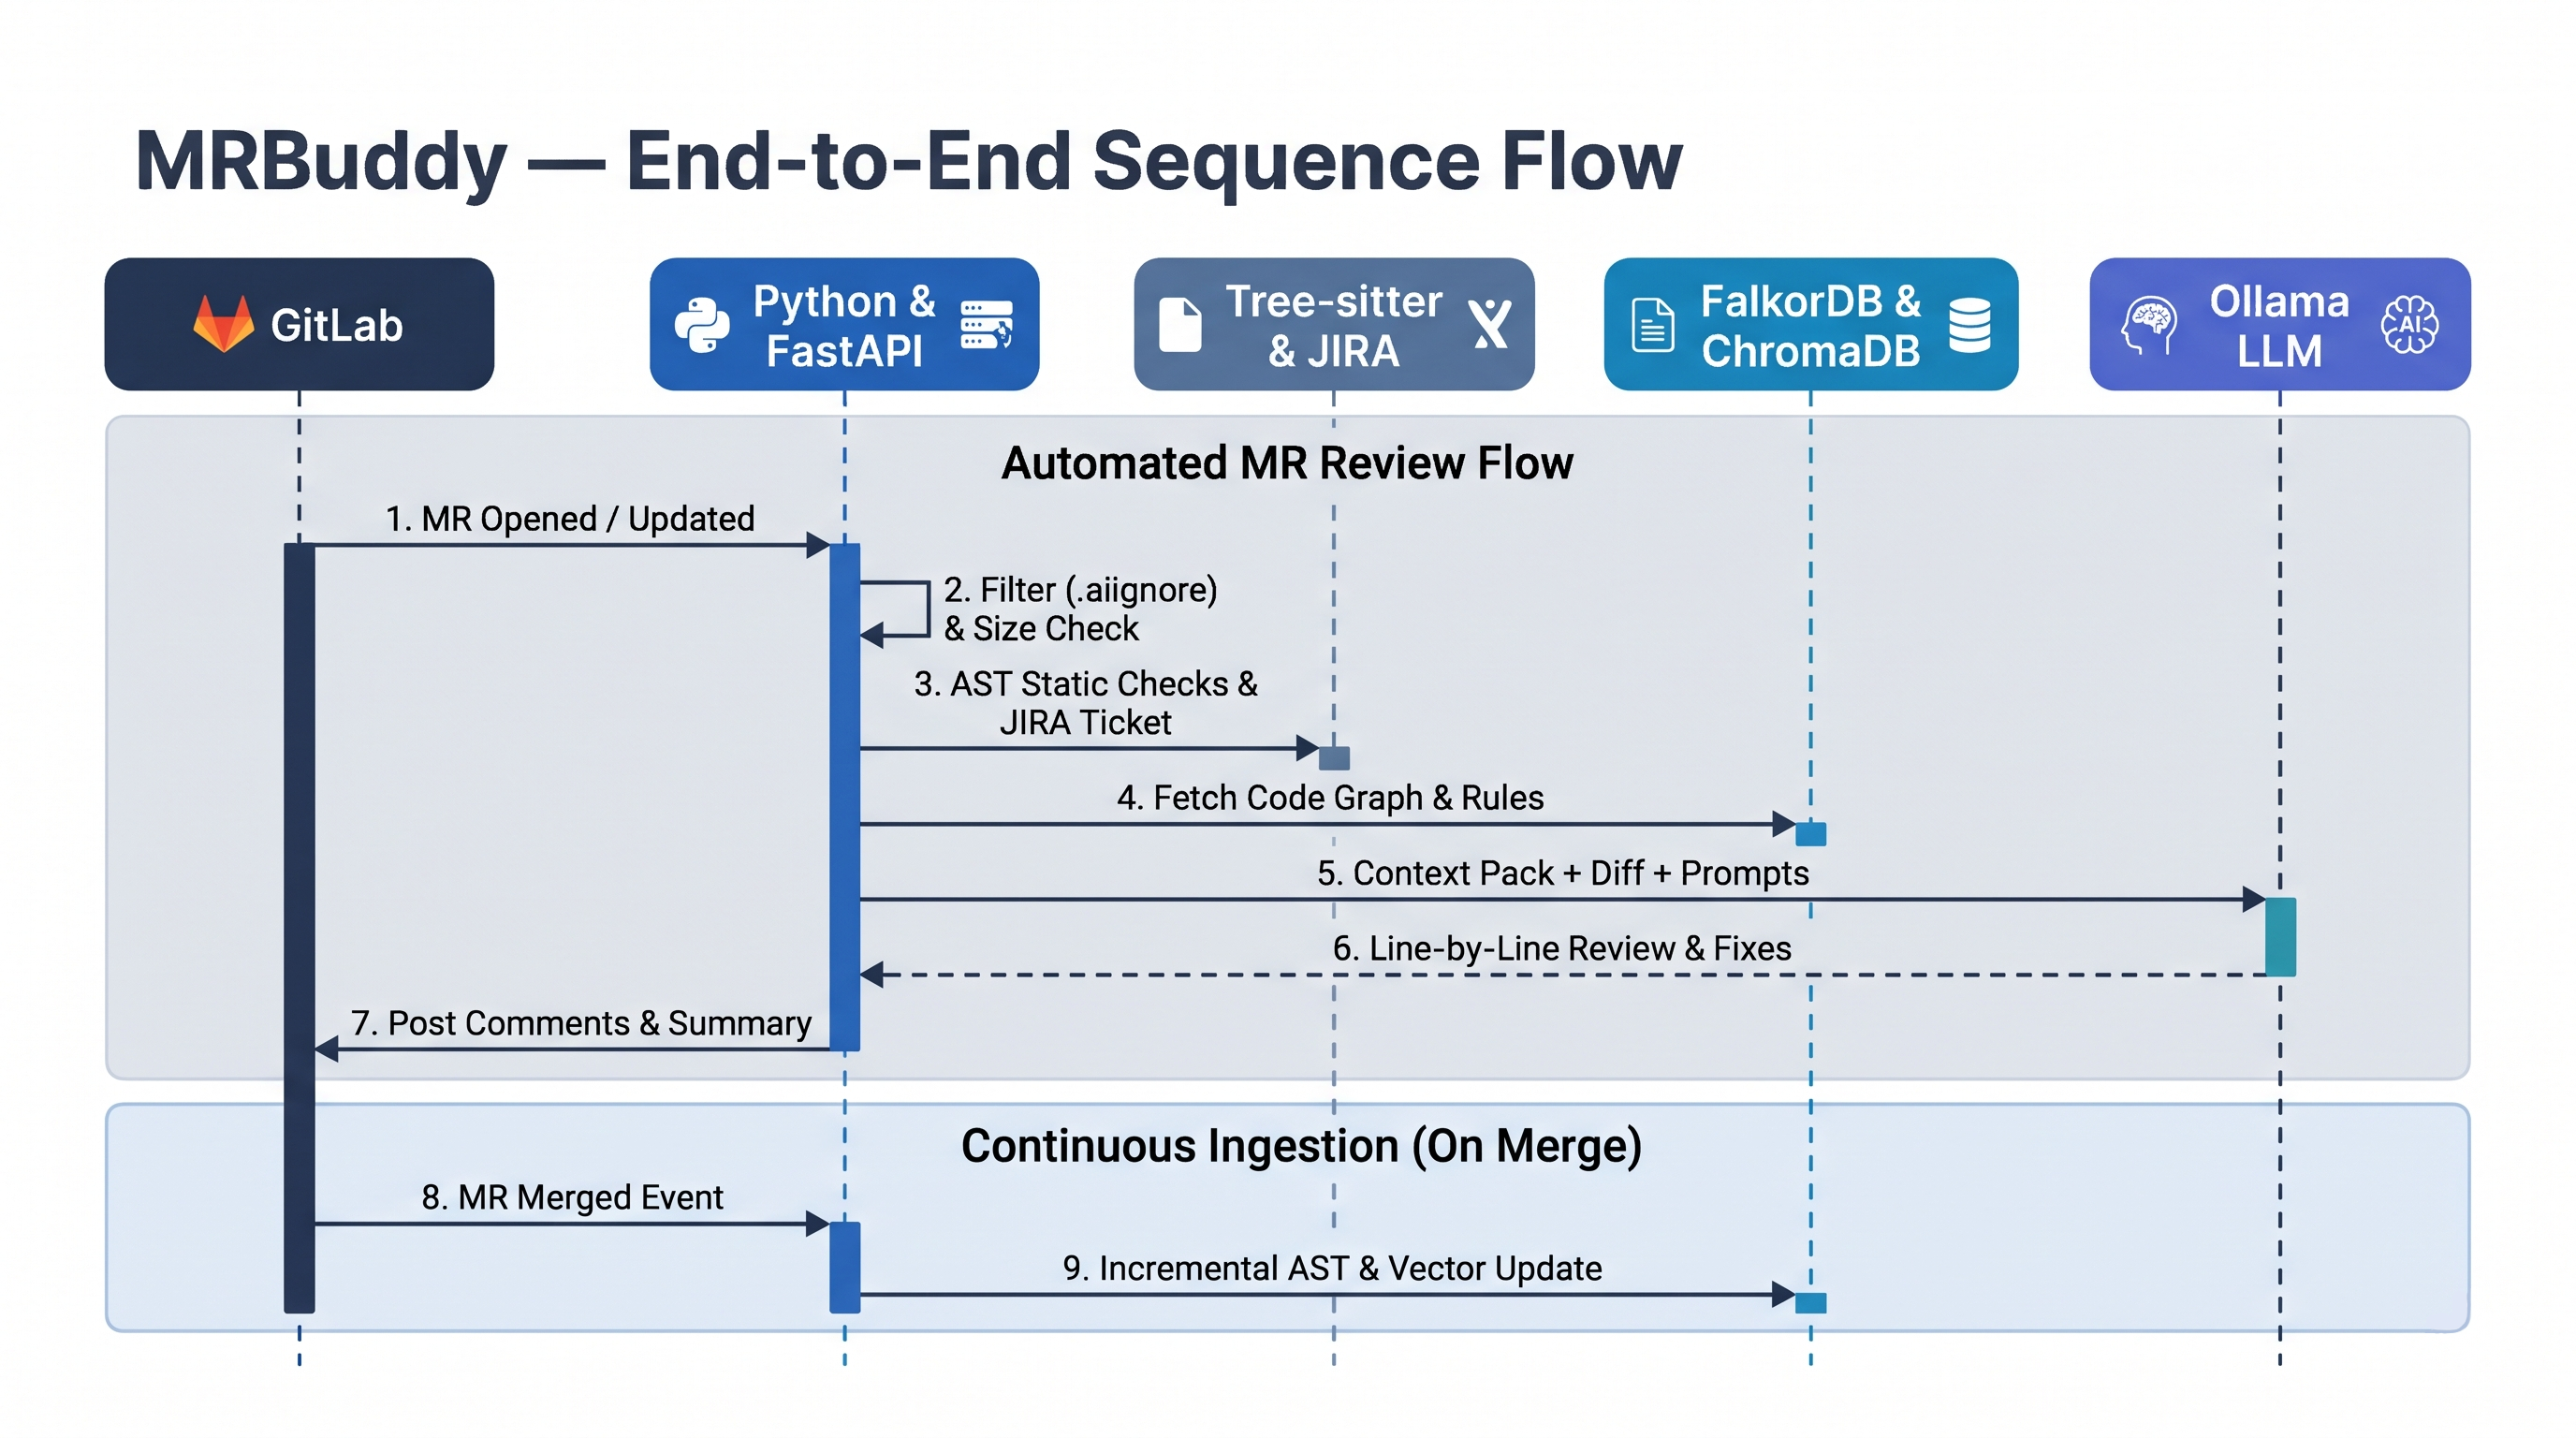 MRBuddy — End-to-End Sequence Flow
GitLab
Python &
FastAPI
Tree-sitter
& JIRA
FalkorDB &
ChromaDB
Ollama
LLM
AI
Automated MR Review Flow
1. MR Opened / Updated
2. Filter (.aiignore)
& Size Check
3. AST Static Checks &
JIRA Ticket
4. Fetch Code Graph & Rules
5. Context Pack + Diff + Prompts
6. Line-by-Line Review & Fixes
7. Post Comments & Summary
Continuous Ingestion (On Merge)
8. MR Merged Event
9. Incremental AST & Vector Update